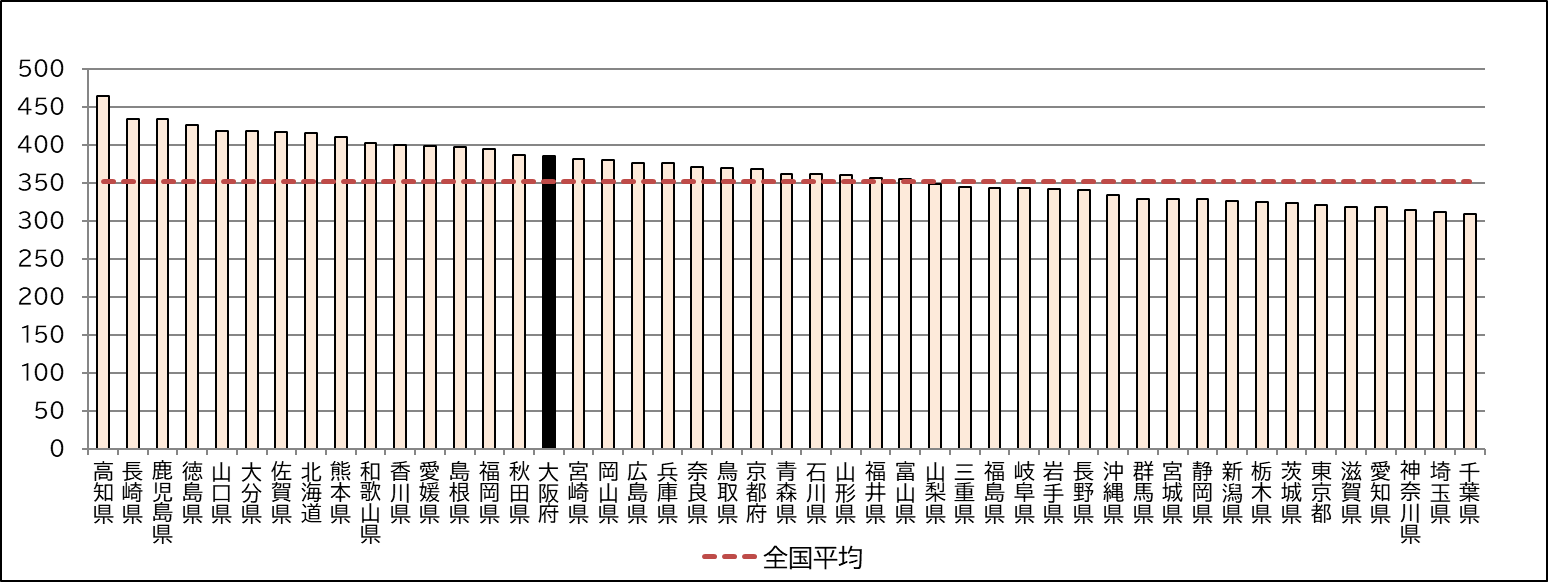 500
450
400
350
300
250
200
150
100
50
0
高知県
長崎県
鹿児島県
徳島県
山口県
大分県
佐賀県
北海道
熊本県
和歌山県
香川県
愛媛県
島根県
福岡県
秋田県
大阪府
宮崎県
岡山県
広島県
兵庫県
奈良県
鳥取県
京都府
青森県
石川県
山形県
福井県
富山県
山梨県
三重県
福島県
岐阜県
岩手県
長野県
沖縄県
群馬県
宮城県
静岡県
新潟県
栃木県
茨城県
東京都
滋賀県
愛知県
神奈川県
埼玉県
千葉県
全国平均